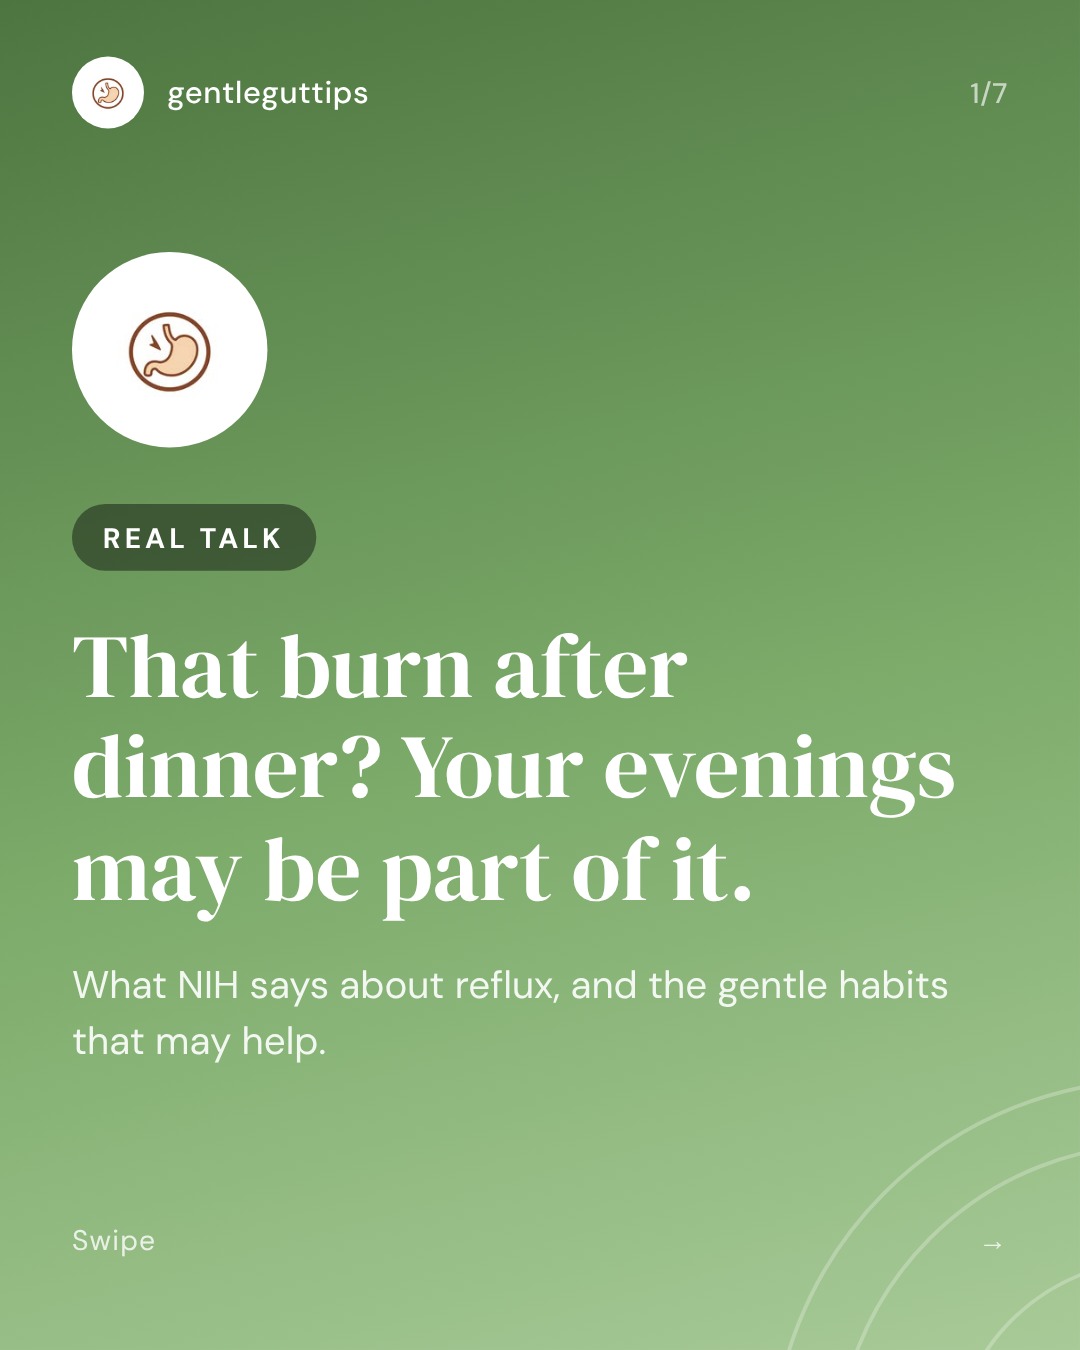 gentleguttips
1/7
REAL TALK
That burn after
dinner? Your evenings
may be part of it.
What NIH says about reflux, and the gentle habits
that may help.
Swipe
→